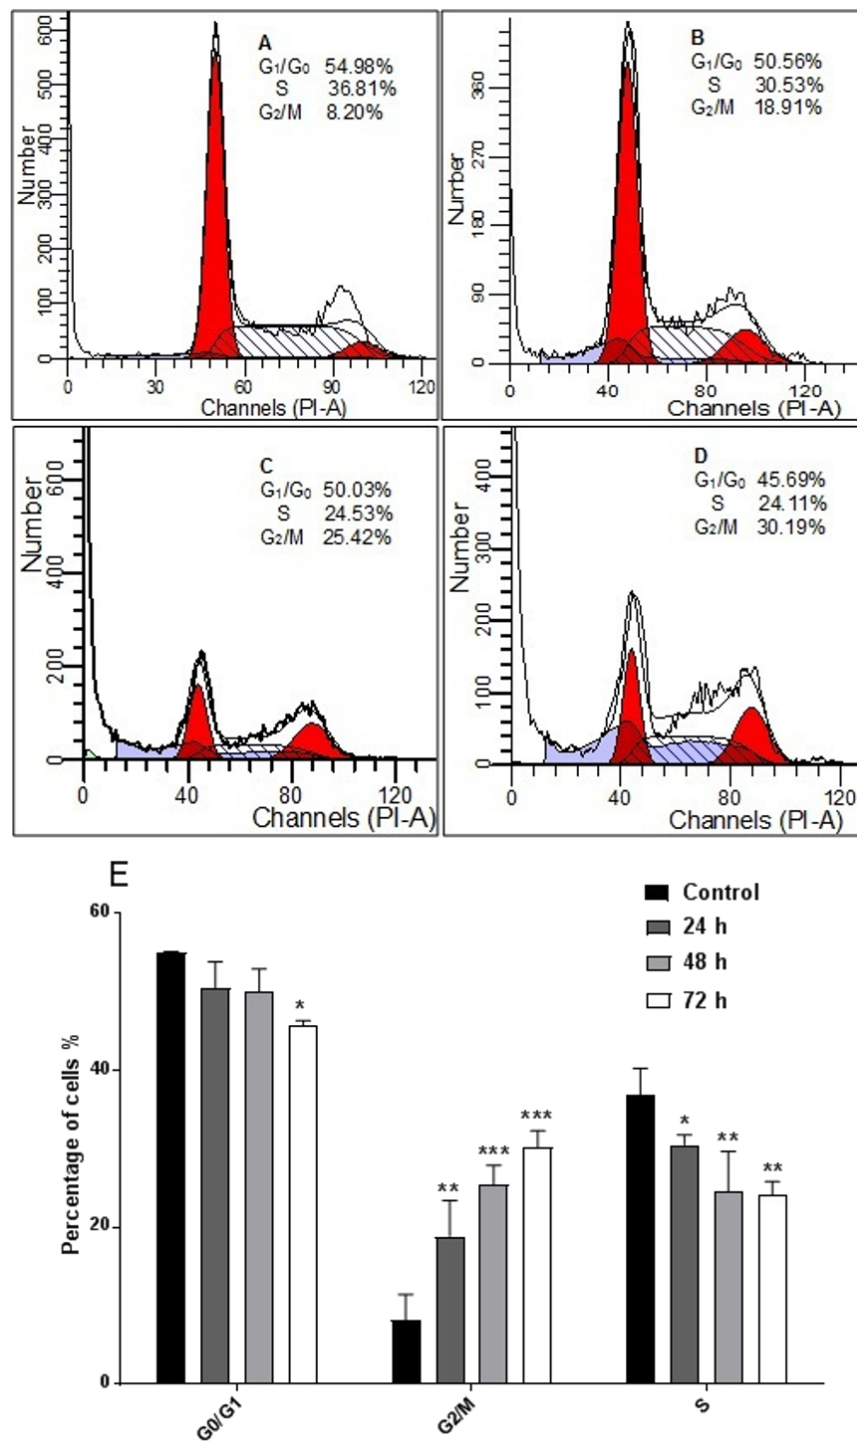 A
G1/G0 54.98%
S 36.81%
G2/M 8.20%
Number
600
500
400
300
200
100
0
0 30 60 90 120
Channels (PI-A)
B
G1/G0 50.56%
S 30.53%
G2/M 18.91%
Number
360
270
180
90
0
0 40 80 120
Channels (PI-A)
C
G1/G0 50.03%
S 24.53%
G2/M 25.42%
Number
600
400
200
0
0 40 80 120
Channels (PI-A)
D
G1/G0 45.69%
S 24.11%
G2/M 30.19%
Number
400
300
200
100
0
0 40 80 120
Channels (PI-A)
E
Control
24 h
48 h
72 h
Percentage of cells %
60
40
20
0
*
** *** ***
* ** **
G0/G1 G2/M S